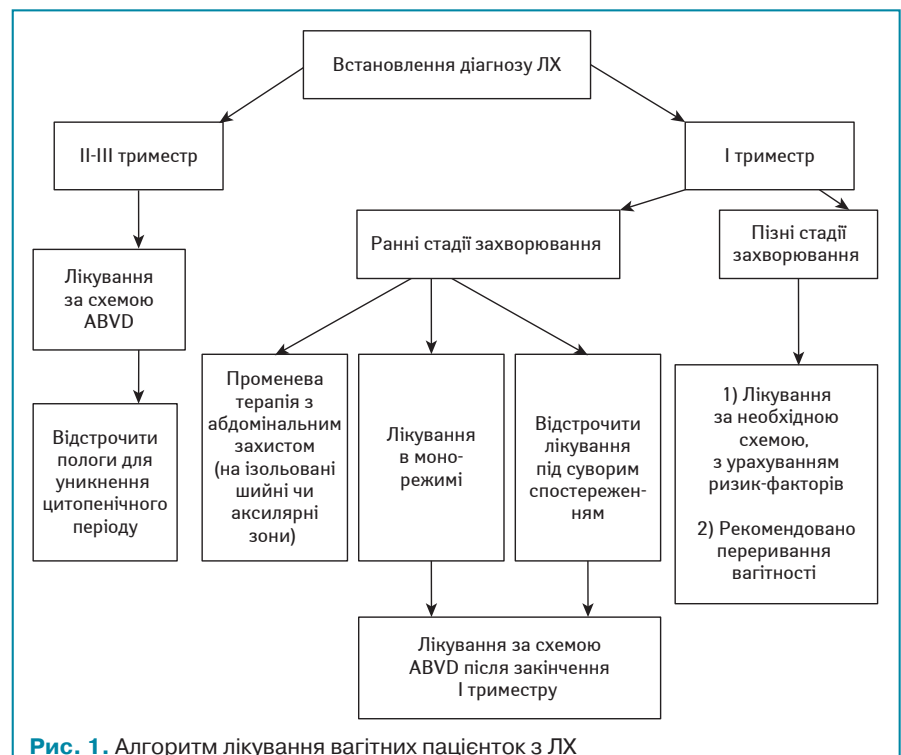 Встановлення діагнозу ЛХ
II-III триместр
I триместр
Ранні стадії захворювання
Пізні стадії
захворювання
Лікування
за схемою
ABVD
Відстрочити
пологи для
уникнення
цитопенічного
періоду
Променева
терапія з
абдомінальним
захистом
(на ізольовані
шийні чи
аксилярні
зони)
Лікування
в моно-
режимі
Відстрочити
лікування
під суворим
спостережен-
ням
1) Лікування
за необхідною
схемою,
з урахуванням
ризик-факторів
2) Рекомендовано
переривання
вагітності
Лікування за схемою
ABVD після закінчення
I триместру
Рис. 1. Алгоритм лікування вагітних пацієнток з ЛХ